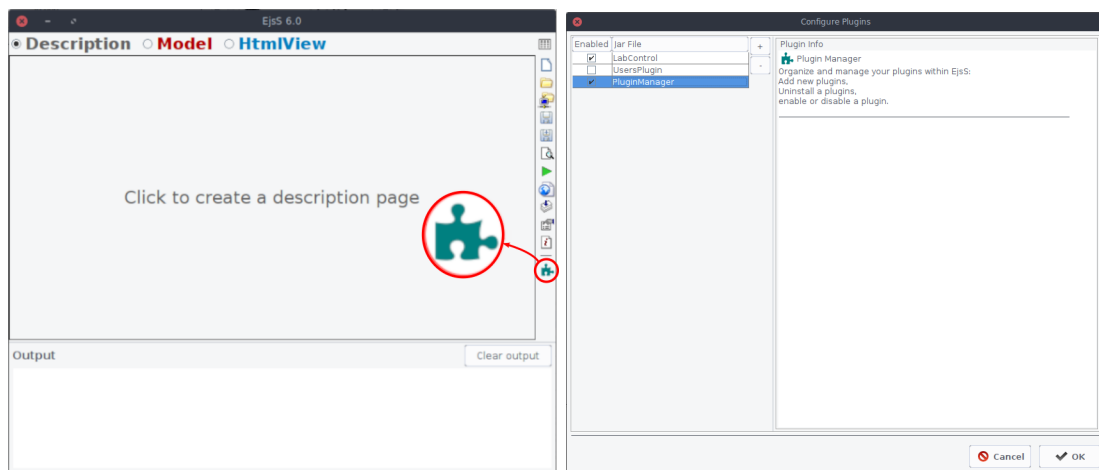 EjsS 6.0
Description Model HtmlView
Click to create a description page
Output
Clear output
Configure Plugins
Enabled Jar File
LabControl
UsersPlugin
PluginManager
+
-
Plugin Info
Plugin Manager
Organize and manage your plugins within EjsS:
Add new plugins,
Uninstall a plugins,
enable or disable a plugin.
Cancel
OK